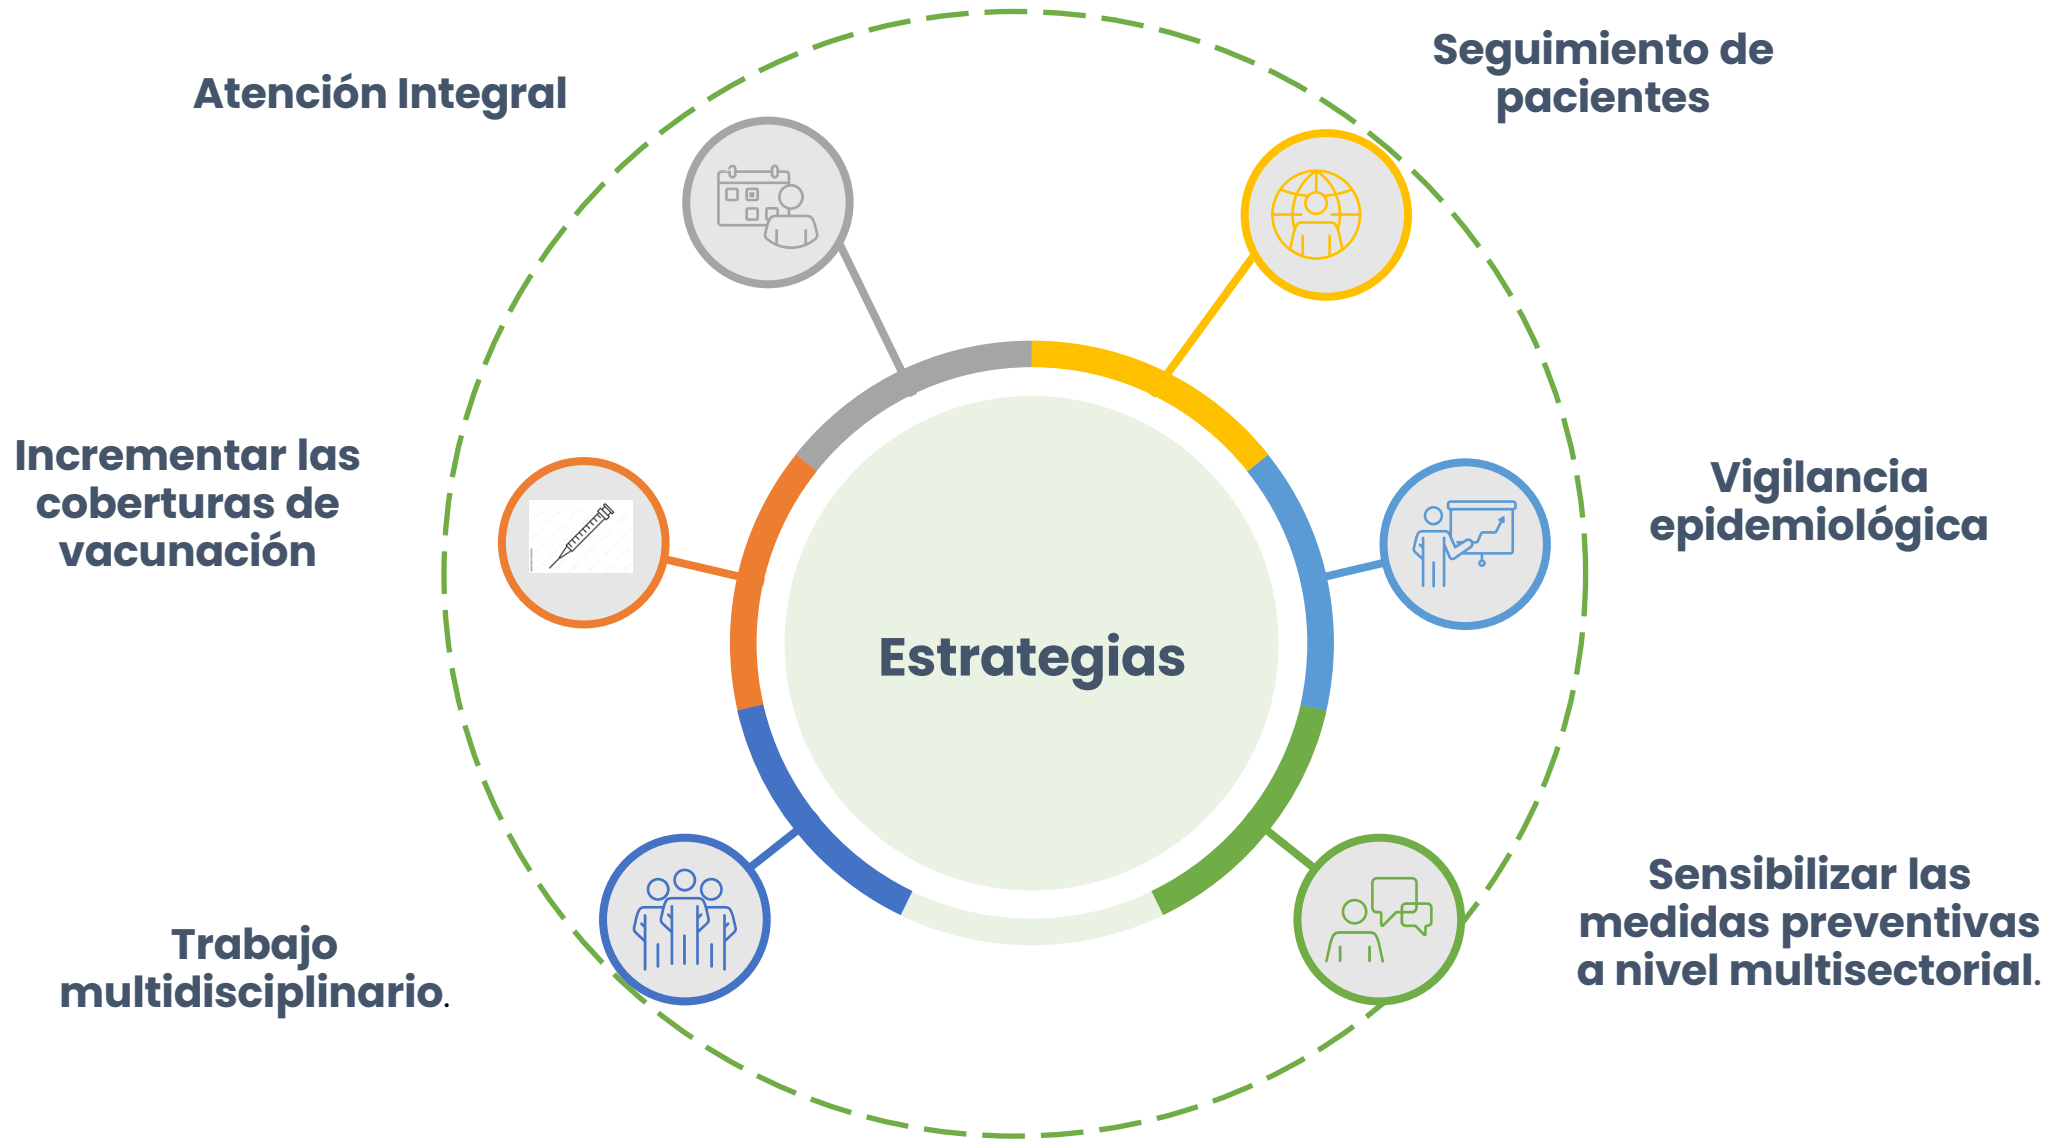 Atención Integral
Seguimiento de
pacientes
Incrementar las
coberturas de
vacunación
Vigilancia
epidemiológica
Estrategias
Trabajo
multidisciplinario.
Sensibilizar las
medidas preventivas
a nivel multisectorial.